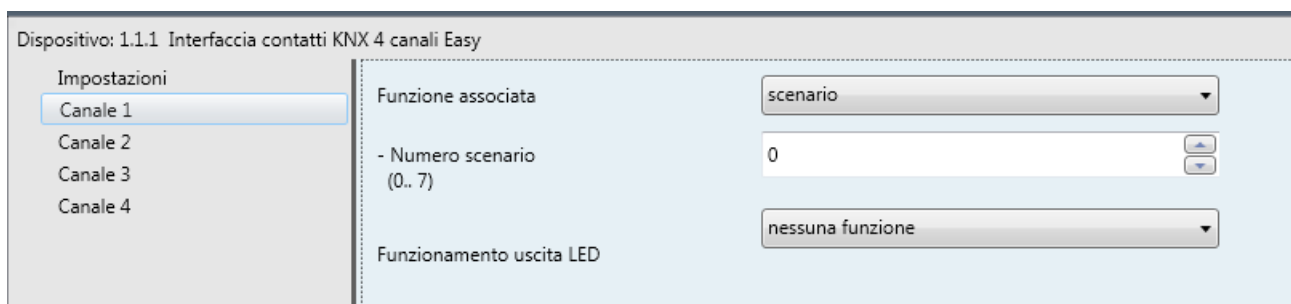 Dispositivo: 1.1.1 Interfaccia contatti KNX 4 canali Easy
Impostazioni
Canale 1
Canale 2
Canale 3
Canale 4
Funzione associata
scenario
- Numero scenario
(0.. 7)
0
Funzionamento uscita LED
nessuna funzione